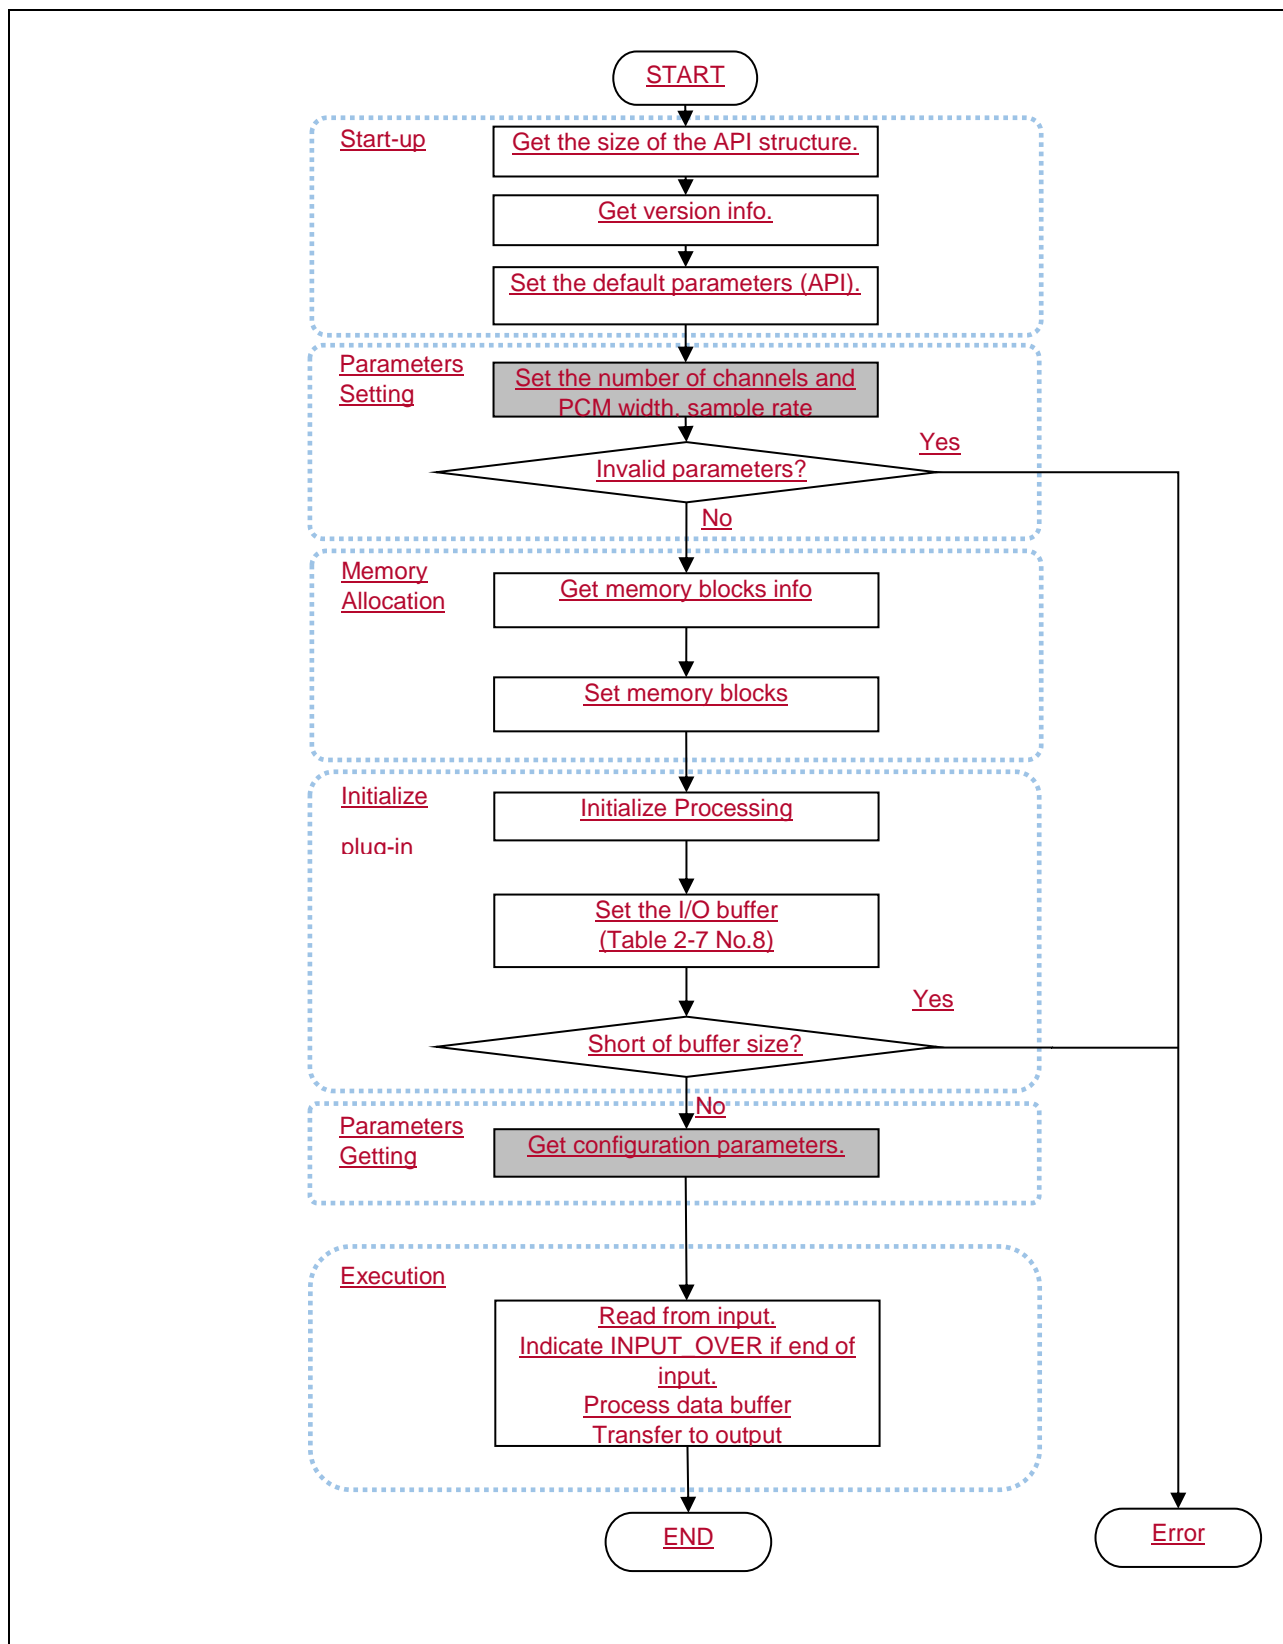 START
Start-up
Get the size of the API structure.
Get version info.
Set the default parameters (API).
Parameters
Setting
Set the number of channels and
PCM width, sample rate
Yes
Invalid parameters?
No
Memory
Allocation
Get memory blocks info
Set memory blocks
Initialize
plug-in
Initialize Processing
Set the I/O buffer
(Table 2-7 No.8)
Yes
Short of buffer size?
No
Parameters
Getting
Get configuration parameters.
Execution
Read from input.
Indicate INPUT_OVER if end of
input.
Process data buffer
Transfer to output
END
Error